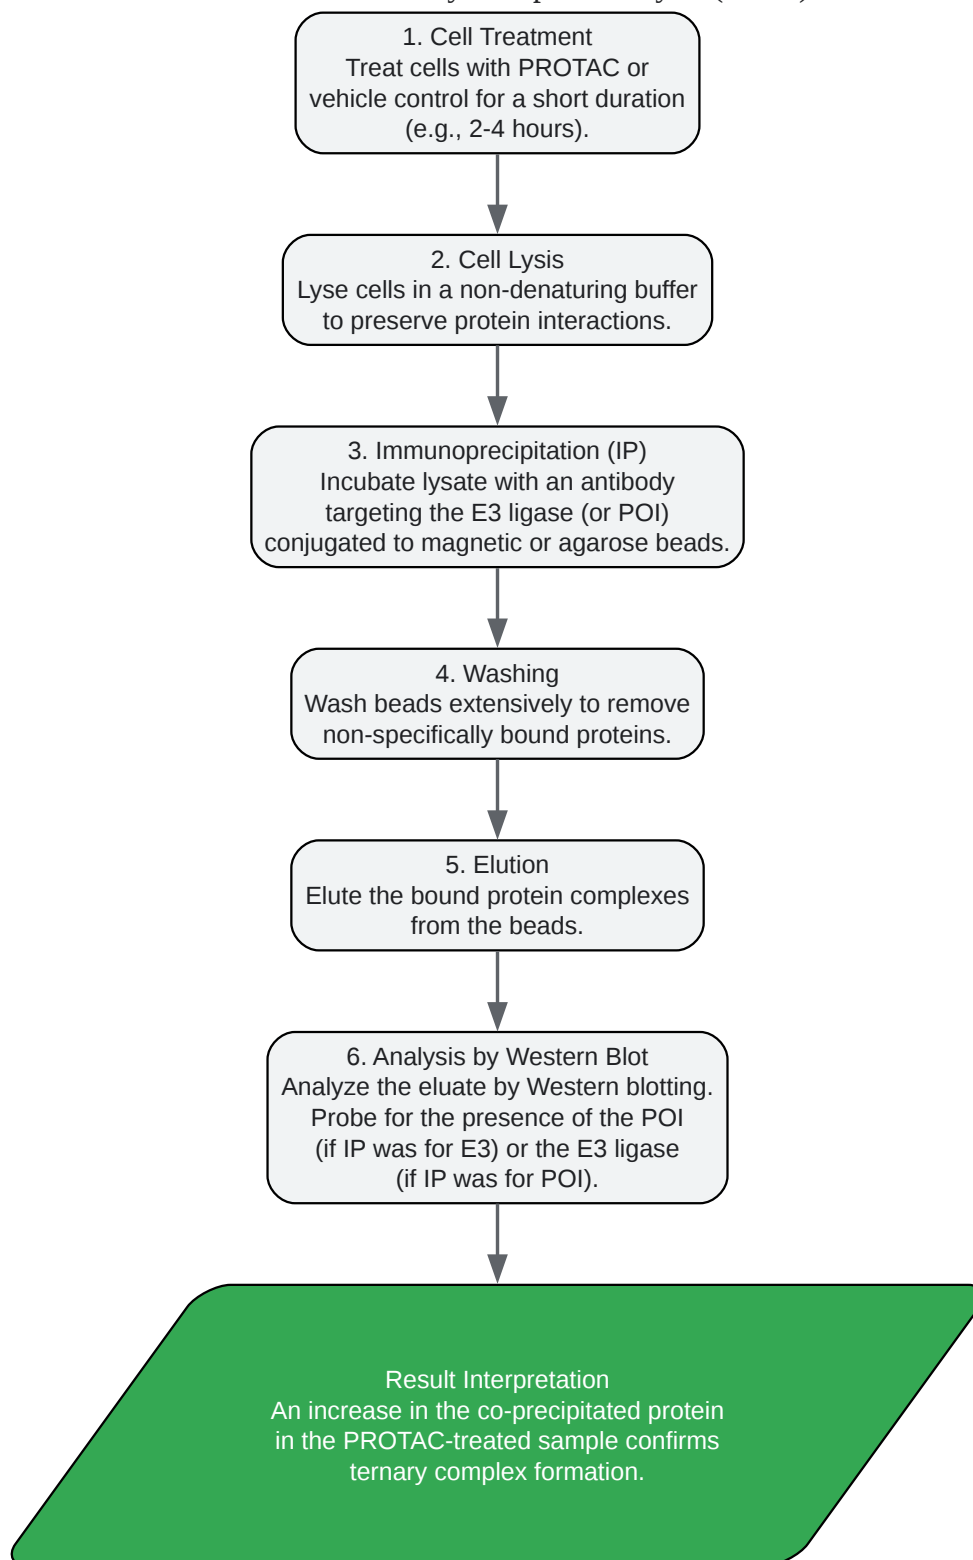 1. Cell Treatment
Treat cells with PROTAC or
vehicle control for a short duration
(e.g., 2-4 hours).
2. Cell Lysis
Lyse cells in a non-denaturing buffer
to preserve protein interactions.
3. Immunoprecipitation (IP)
Incubate lysate with an antibody
targeting the E3 ligase (or POI)
conjugated to magnetic or agarose beads.
4. Washing
Wash beads extensively to remove
non-specifically bound proteins.
5. Elution
Elute the bound protein complexes
from the beads.
6. Analysis by Western Blot
Analyze the eluate by Western blotting.
Probe for the presence of the POI
(if IP was for E3) or the E3 ligase
(if IP was for POI).
Result Interpretation
An increase in the co-precipitated protein
in the PROTAC-treated sample confirms
ternary complex formation.